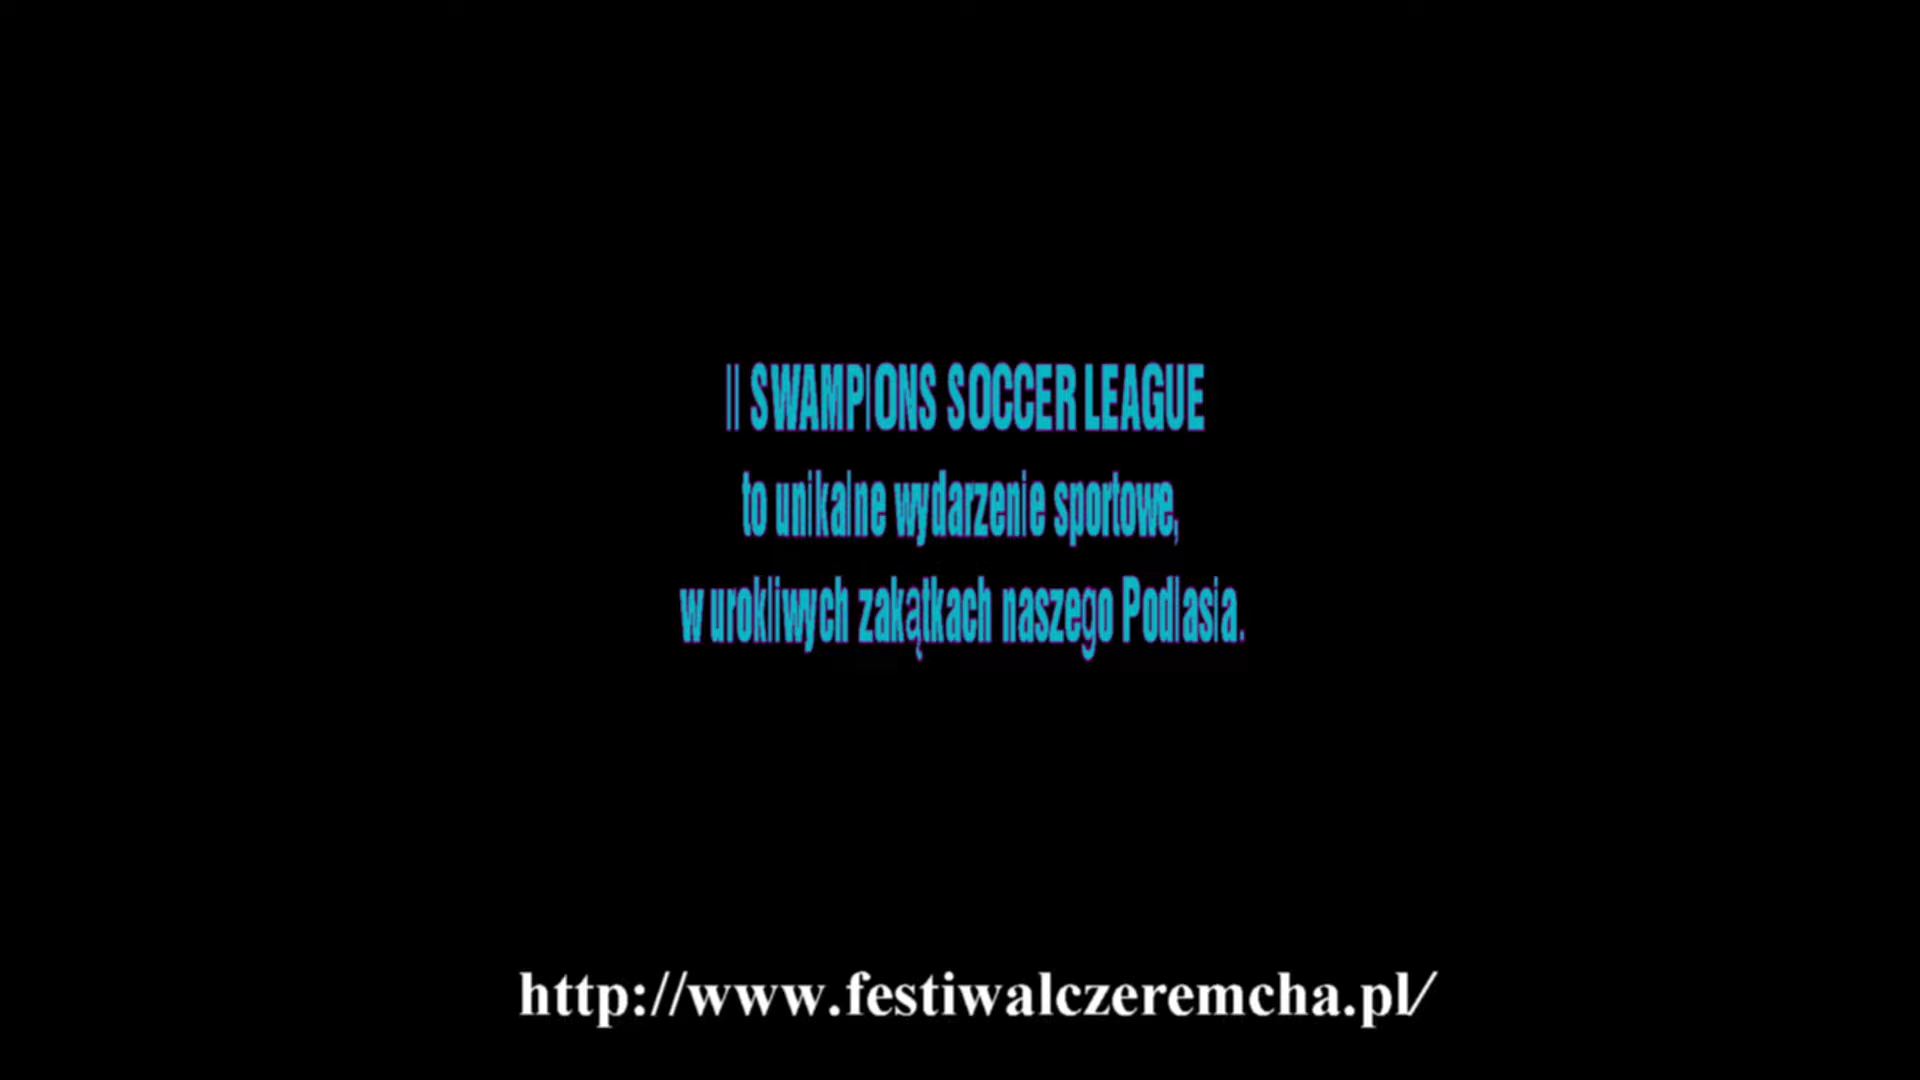 II SWAMPIONS SOCCER LEAGUE
to unikalne wydarzenie sportowe,
w urokliwych zakątkach naszego Podlasia.
http://www.festiwalczeremcha.pl/